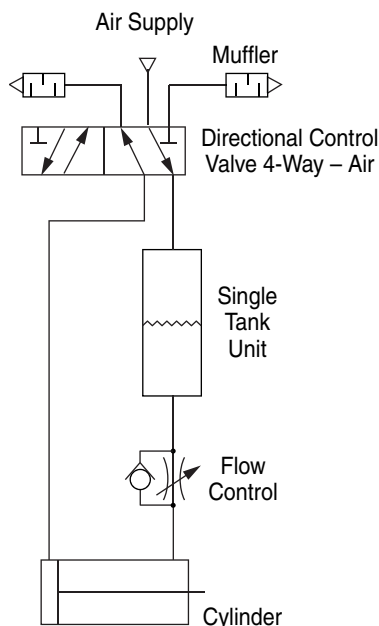 Air Supply
Muffler
Directional Control
Valve 4-Way – Air
Single
Tank
Unit
Flow
Control
Cylinder